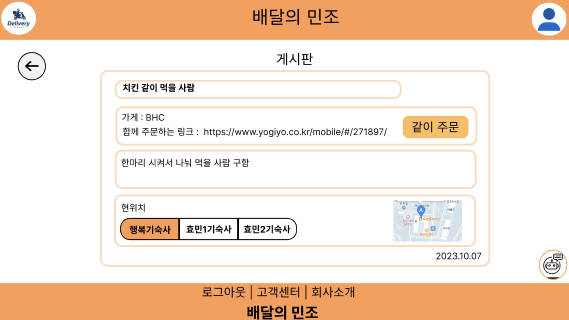 Delivery
배달의 민조
게시판
치킨 같이 먹을 사람
가게 : BHC
함께 주문하는 링크 : https://www.yogiyo.co.kr/mobile/#/271897/
같이 주문
한마리 시켜서 나눠 먹을 사람 구함
현위치
행복기숙사 효민1기숙사 효민2기숙사
2023.10.07
로그아웃 | 고객센터 | 회사소개
배달의 민조